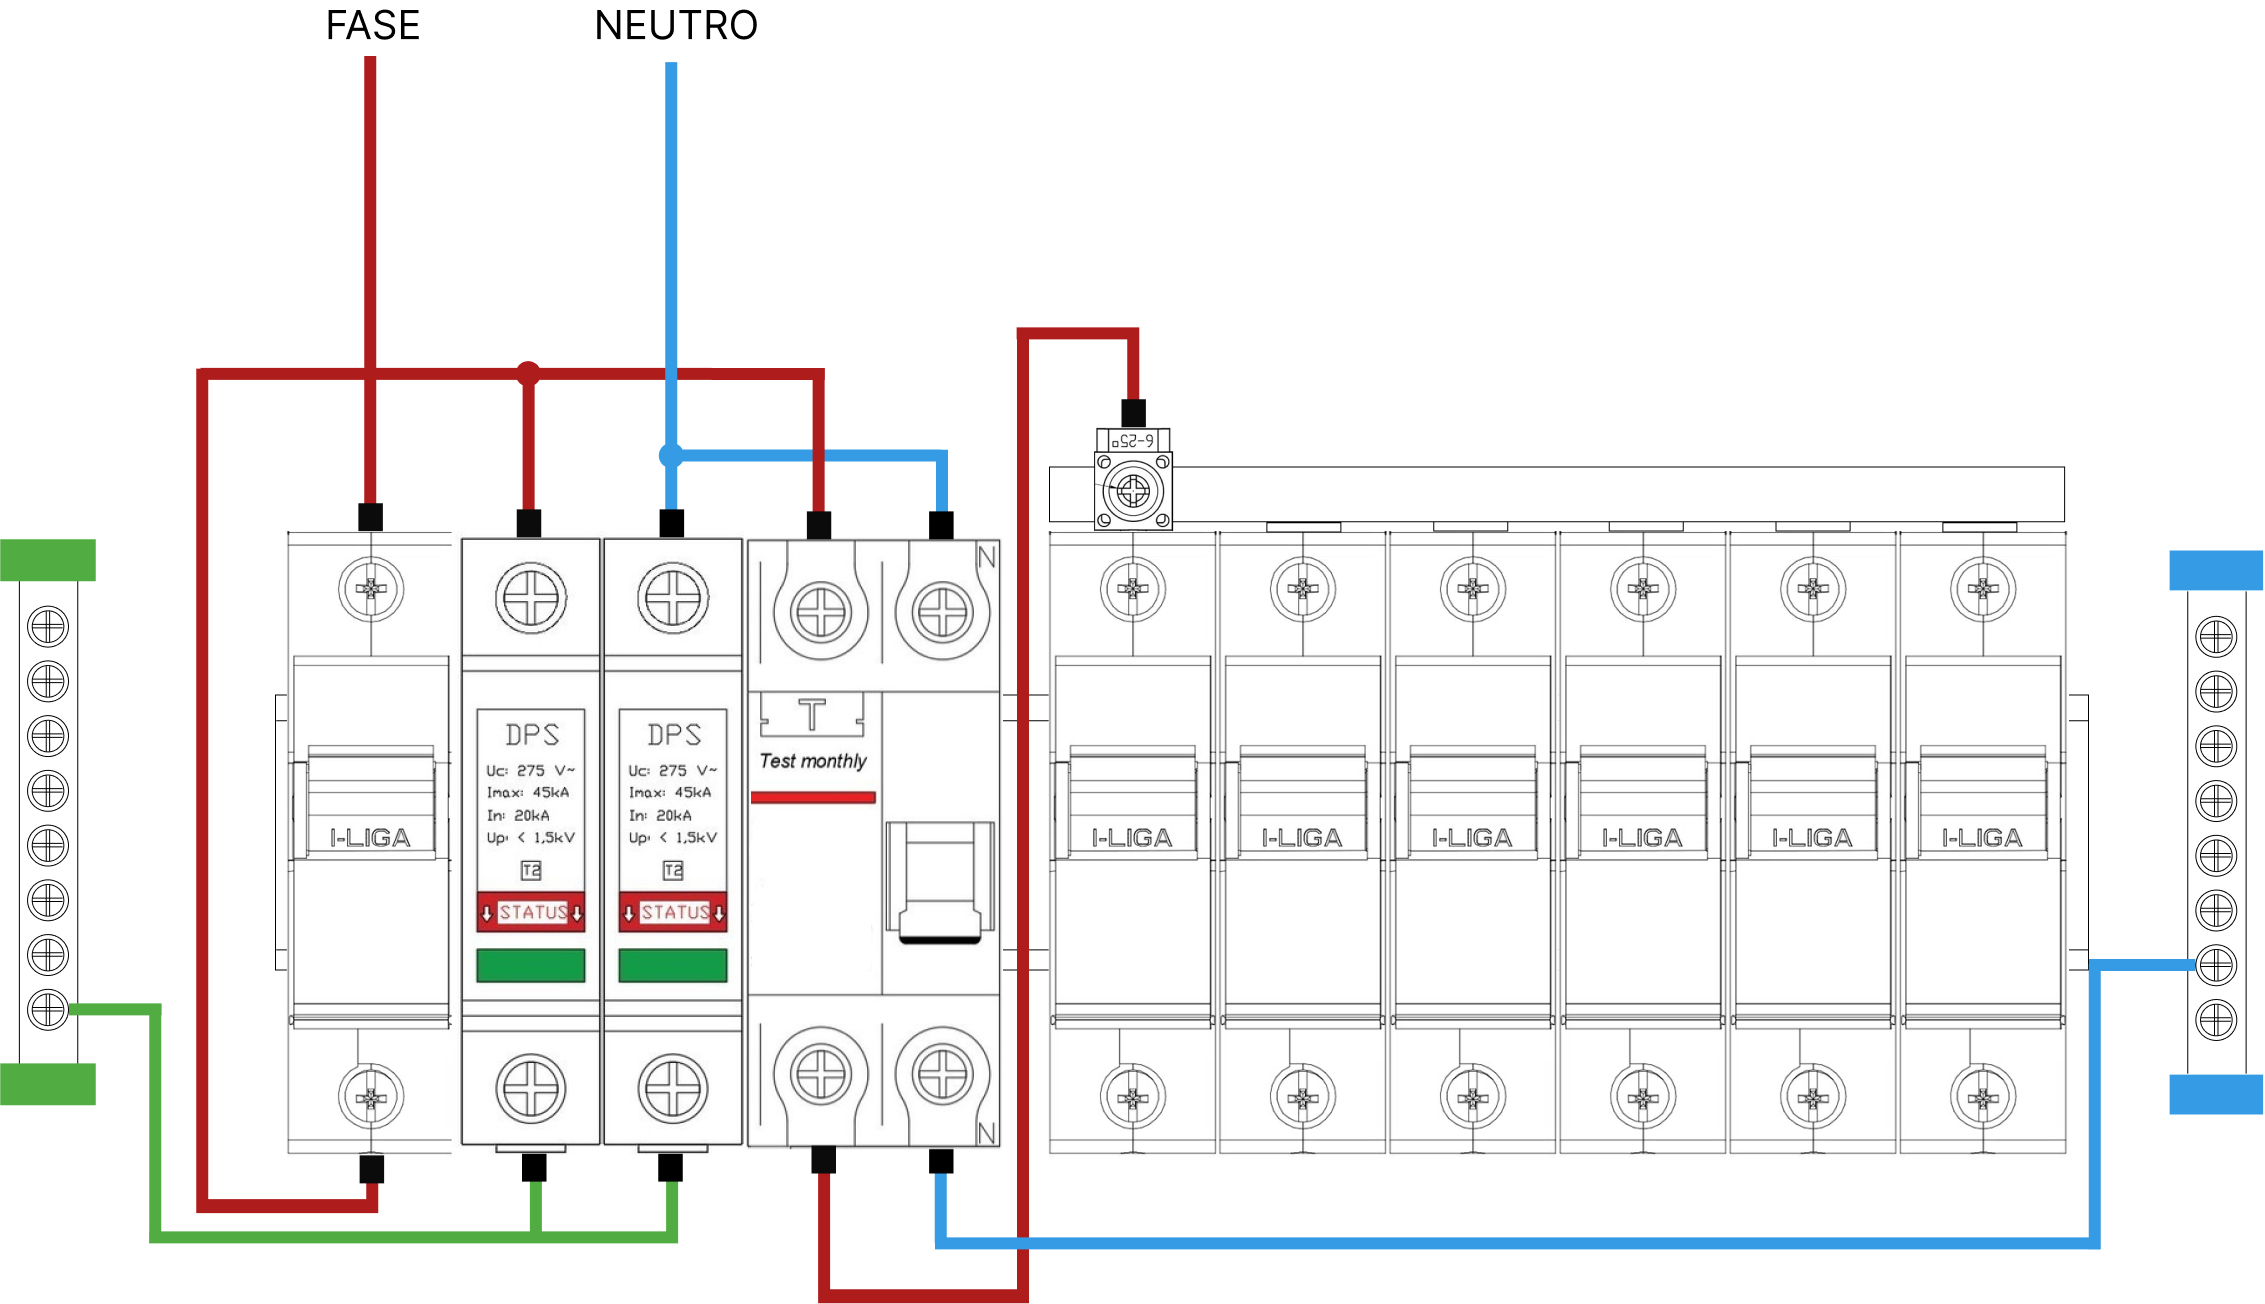 FASE
NEUTRO
6-25°
N
DPS
Uc: 275 V~
Imax: 45kA
In: 20kA
Up: < 1,5kV
T2
STATUS
DPS
Uc: 275 V~
Imax: 45kA
In: 20kA
Up: < 1,5kV
T2
STATUS
T
Test monthly
I-LIGA
I-LIGA
I-LIGA
I-LIGA
I-LIGA
I-LIGA
I-LIGA
N